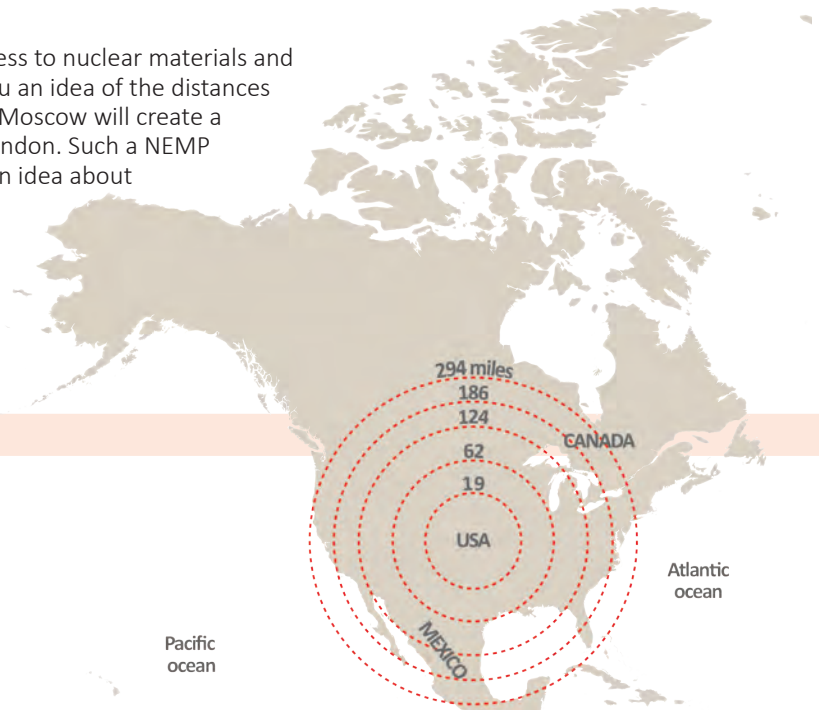 ess to nuclear materials and
u an idea of the distances
Moscow will create a
ndon. Such a NEMP
n idea about
294 miles
186
124
CANADA
62
19
USA
Atlantic
ocean
MEXICO
Pacific
ocean